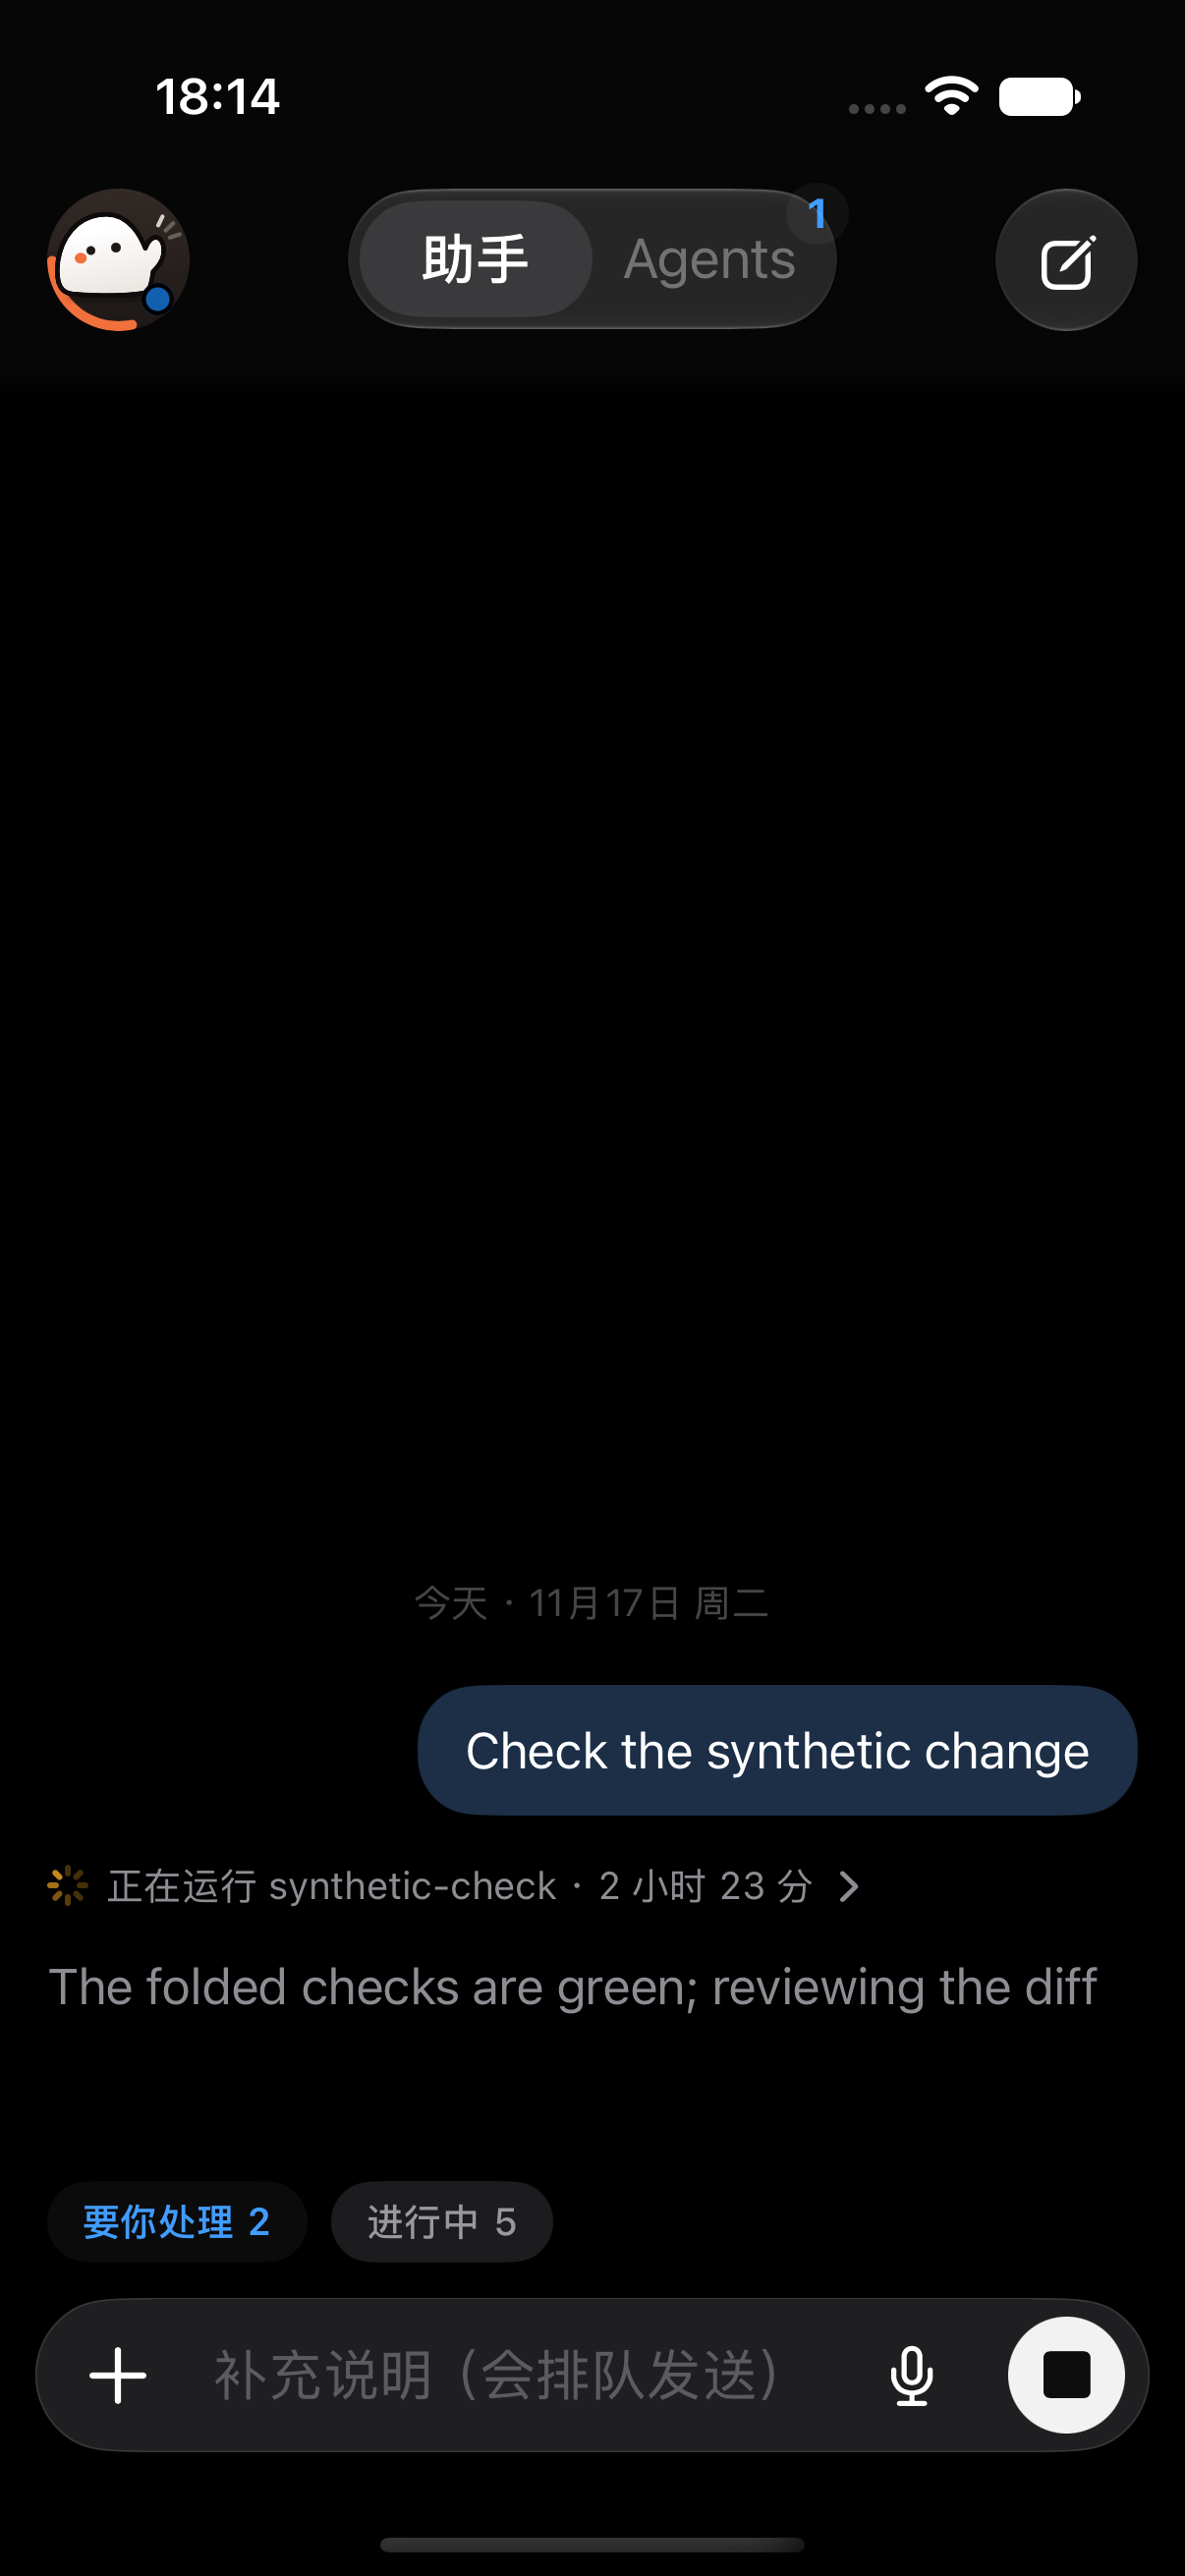 18:14
助手
Agents
1
今天 · 11月17日 周二
Check the synthetic change
正在运行 synthetic-check · 2 小时 23 分
The folded checks are green; reviewing the diff
要你处理 2
进行中 5
补充说明（会排队发送）